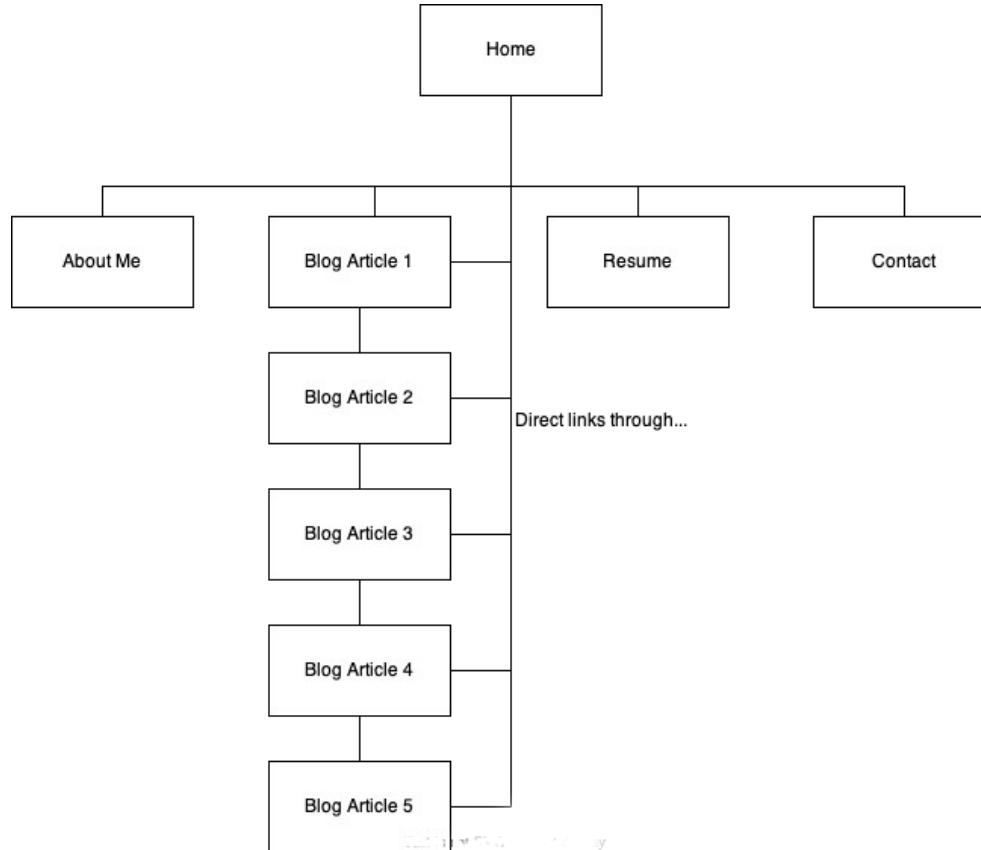 Home
About Me
Blog Article 1
Resume
Contact
Blog Article 2
Direct links through...
Blog Article 3
Blog Article 4
Blog Article 5